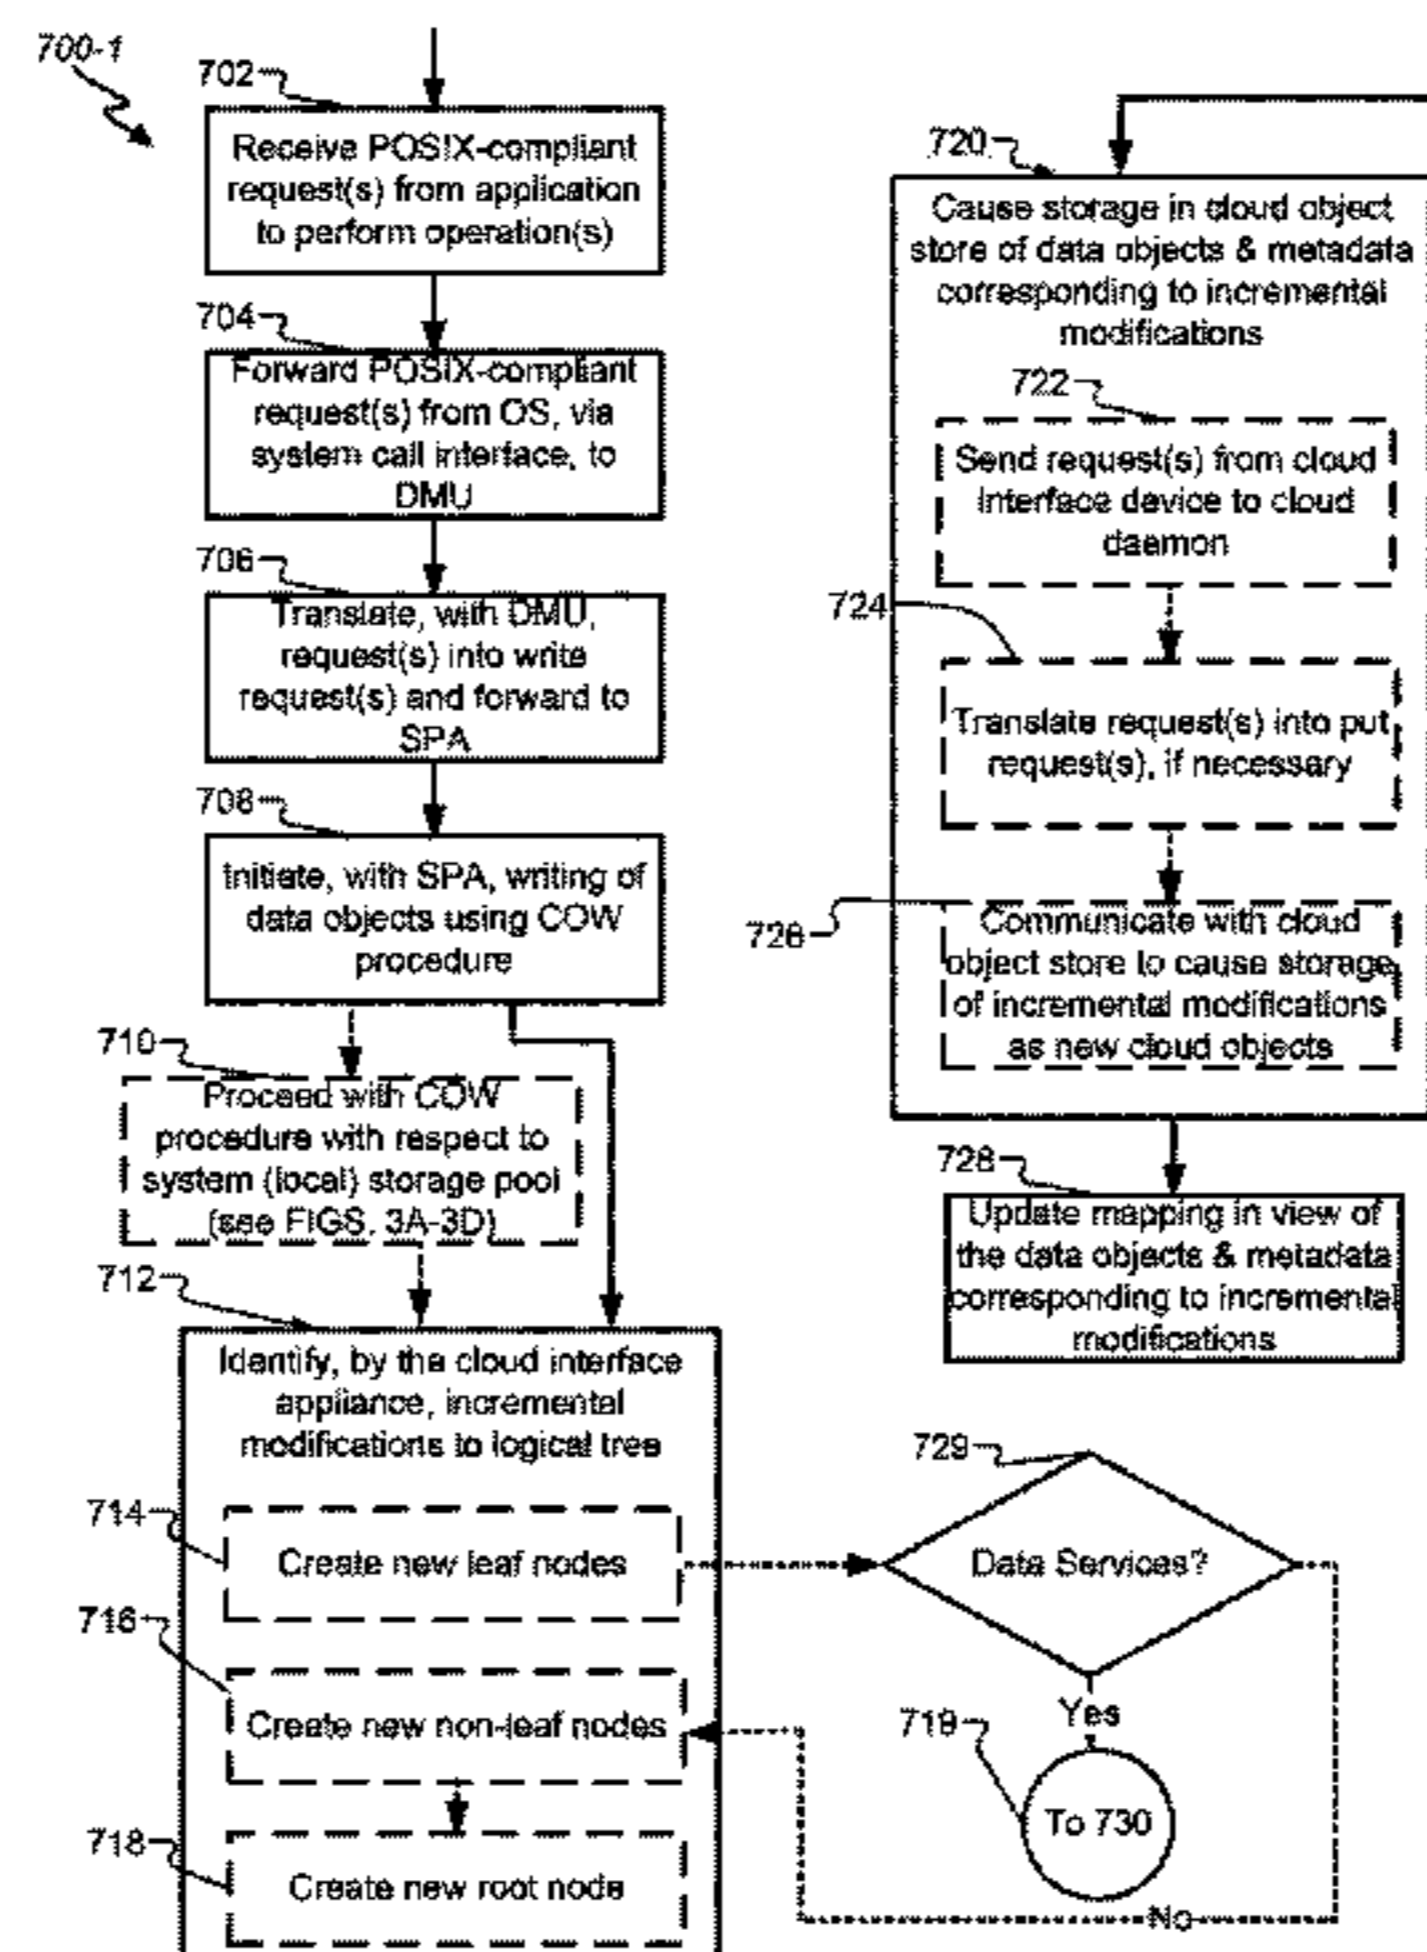 700-1
702
Receive POSIX-compliant
request(s) from application
to perform operation(s)
704
Forward POSIX-compliant
request(s) from OS, via
system call interface, to
DMU
706
Translate, with DMU,
request(s) into write
request(s) and forward to
SPA
708
Initiate, with SPA, writing of
data objects using COW
procedure
710
Proceed with COW
procedure with respect to
system (local) storage pool
(see FIGS. 3A-3D)
712
Identify, by the cloud interface
appliance, incremental
modifications to logical tree
714
Create new leaf nodes
716
Create new non-leaf nodes
718
Create new root node
720
Cause storage in cloud object
store of data objects & metadata
corresponding to incremental
modifications
722
Send request(s) from cloud
interface device to cloud
daemon
724
Translate request(s) into put
request(s), if necessary
726
Communicate with cloud
object store to cause storage
of incremental modifications
as new cloud objects
728
Update mapping in view of
the data objects & metadata
corresponding to incremental
modifications
729
Data Services?
Yes
719
To 730
No